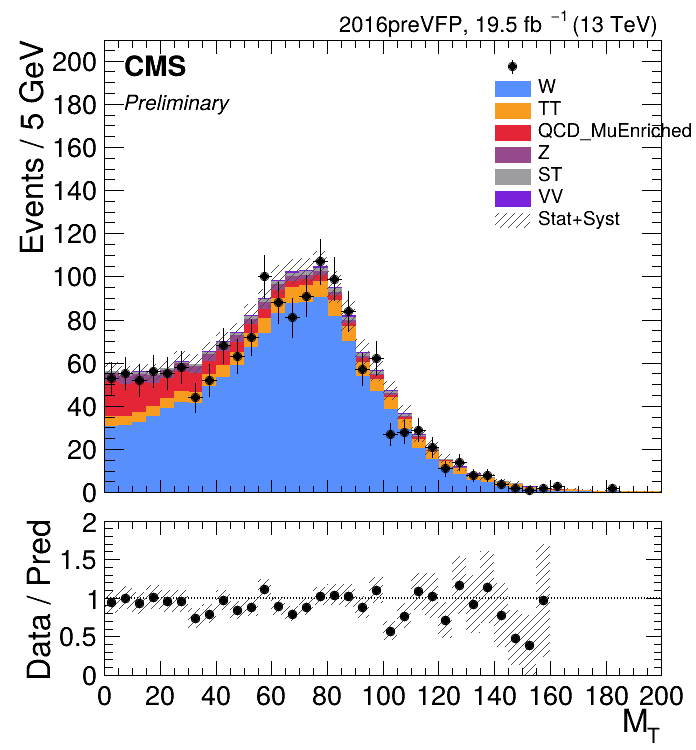 2016preVFP, 19.5 fb⁻¹ (13 TeV)
CMS
Preliminary
W
TT
QCD_MuEnriched
Z
ST
VV
Stat+Syst
Events / 5 GeV
200
180
160
140
120
100
80
60
40
20
0
Data / Pred
2
1.5
1
0.5
0
0 20 40 60 80 100 120 140 160 180 200
M_T